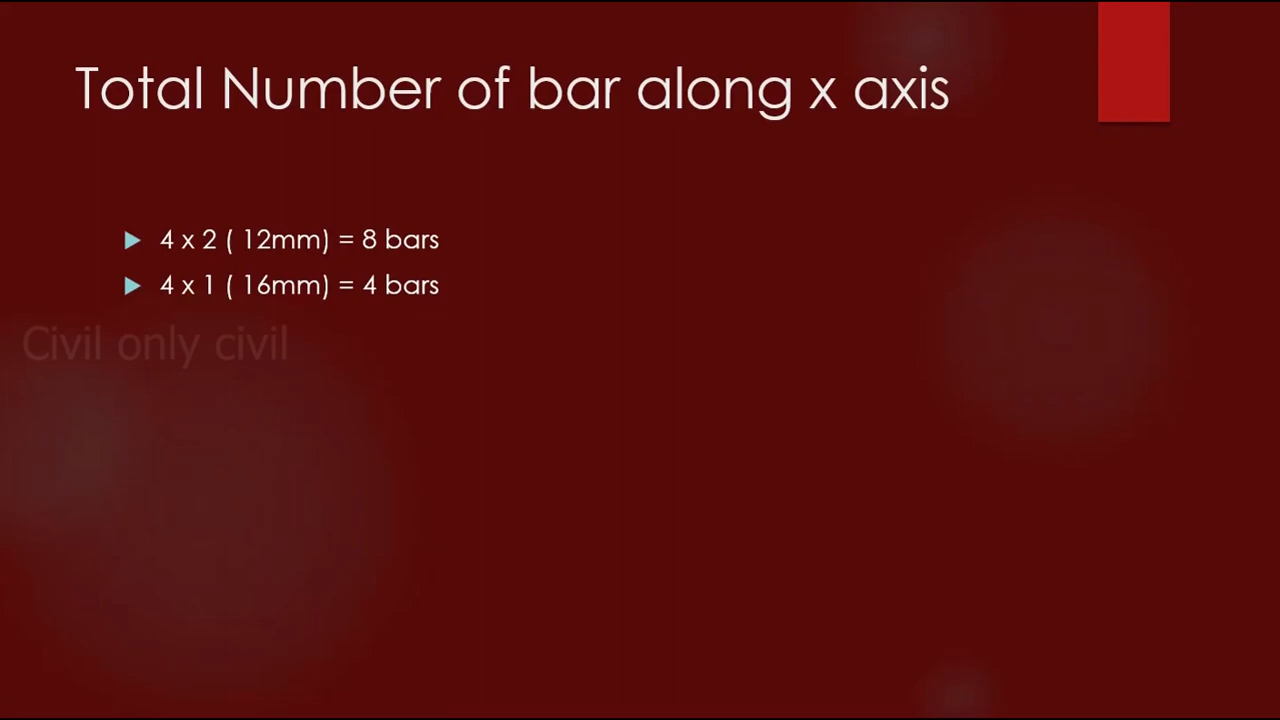 Total Number of bar along x axis
4 x 2 ( 12mm) = 8 bars
4 x 1 ( 16mm) = 4 bars
Civil only civil